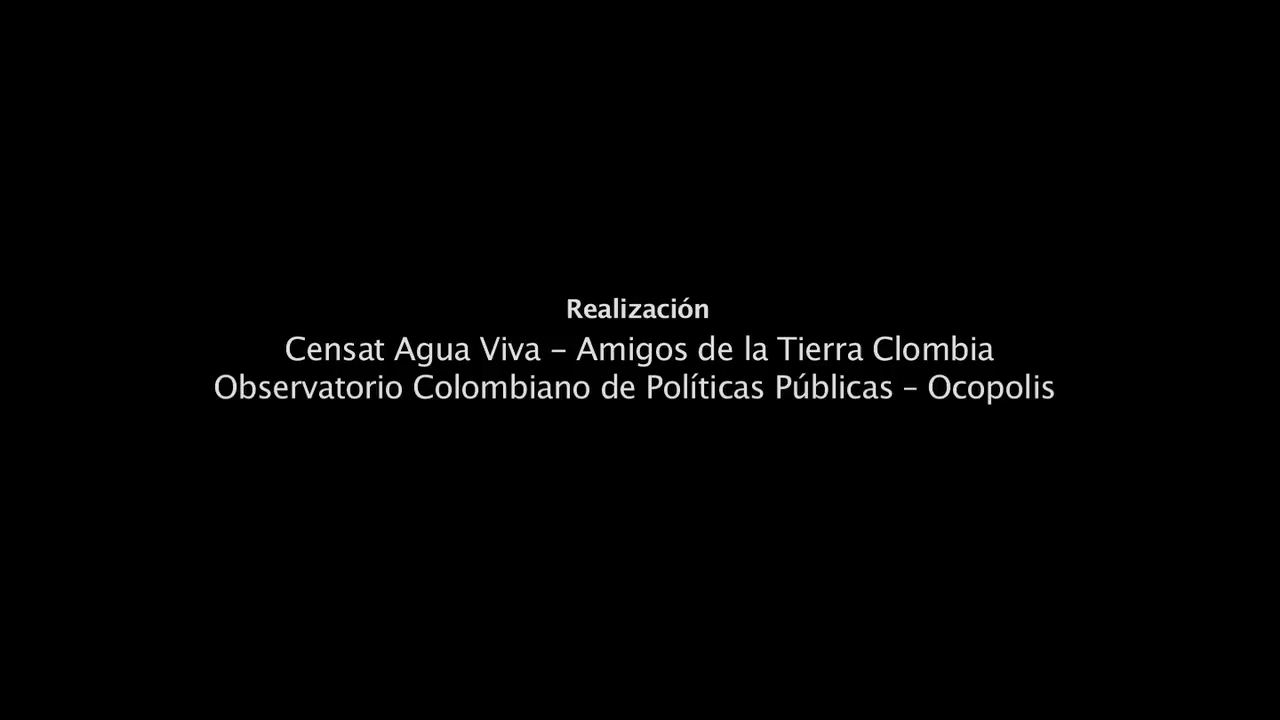 Realización
Censat Agua Viva – Amigos de la Tierra Clombia
Observatorio Colombiano de Políticas Públicas – Ocopolis